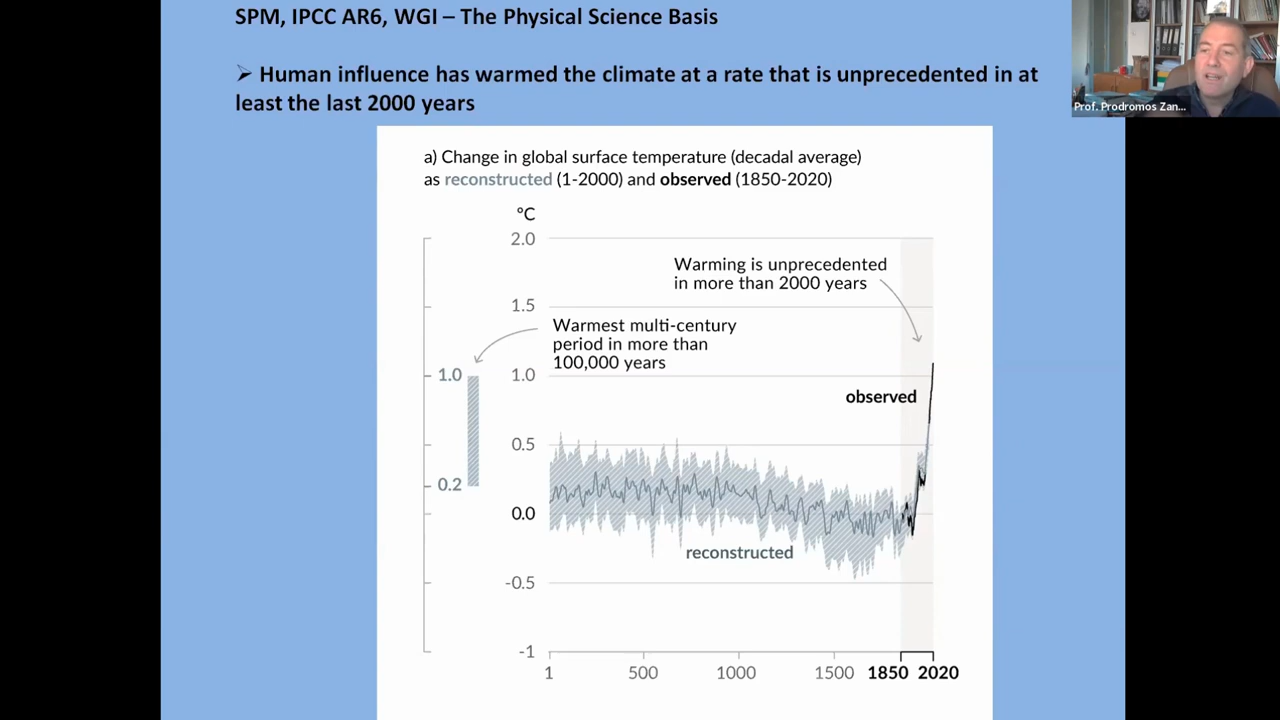 SPM, IPCC AR6, WGI – The Physical Science Basis
➢ Human influence has warmed the climate at a rate that is unprecedented in at
least the last 2000 years
Prof. Prodromos Zan...
a) Change in global surface temperature (decadal average)
as reconstructed (1-2000) and observed (1850-2020)
°C
2.0
Warming is unprecedented
in more than 2000 years
1.5
Warmest multi-century
period in more than
100,000 years
1.0
1.0
observed
0.5
0.2
0.0
reconstructed
-0.5
-1
1
500
1000
1500
1850
2020